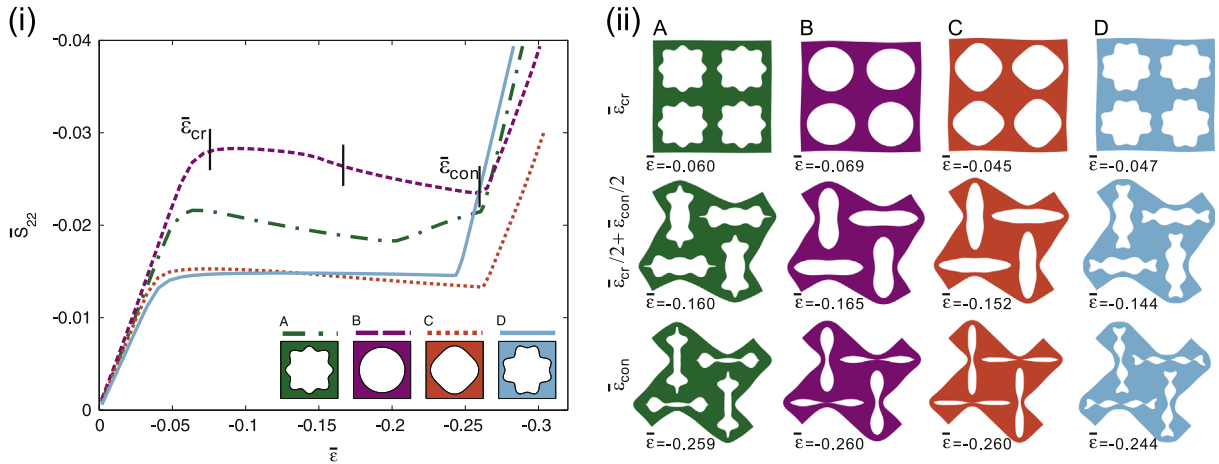 (i)
-0.04
-0.03
-0.02
-0.01
0
S̄22
ε̄cr
ε̄con
A B C D
0 -0.05 -0.1 -0.15 -0.2 -0.25 -0.3
ε̄
(ii)
A B C D
ε̄cr
ε̄=-0.060 ε̄=-0.069 ε̄=-0.045 ε̄=-0.047
ε̄cr/2+ε̄con/2
ε̄=-0.160 ε̄=-0.165 ε̄=-0.152 ε̄=-0.144
ε̄con
ε̄=-0.259 ε̄=-0.260 ε̄=-0.260 ε̄=-0.244